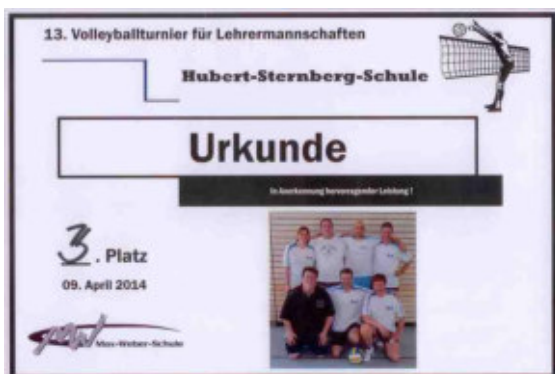 13. Volleyballturnier für Lehrermannschaften
Hubert-Sternberg-Schule
Urkunde
In Anerkennung hervorragender Leistung !
3. Platz
09. April 2014
MW
Max-Weber-Schule